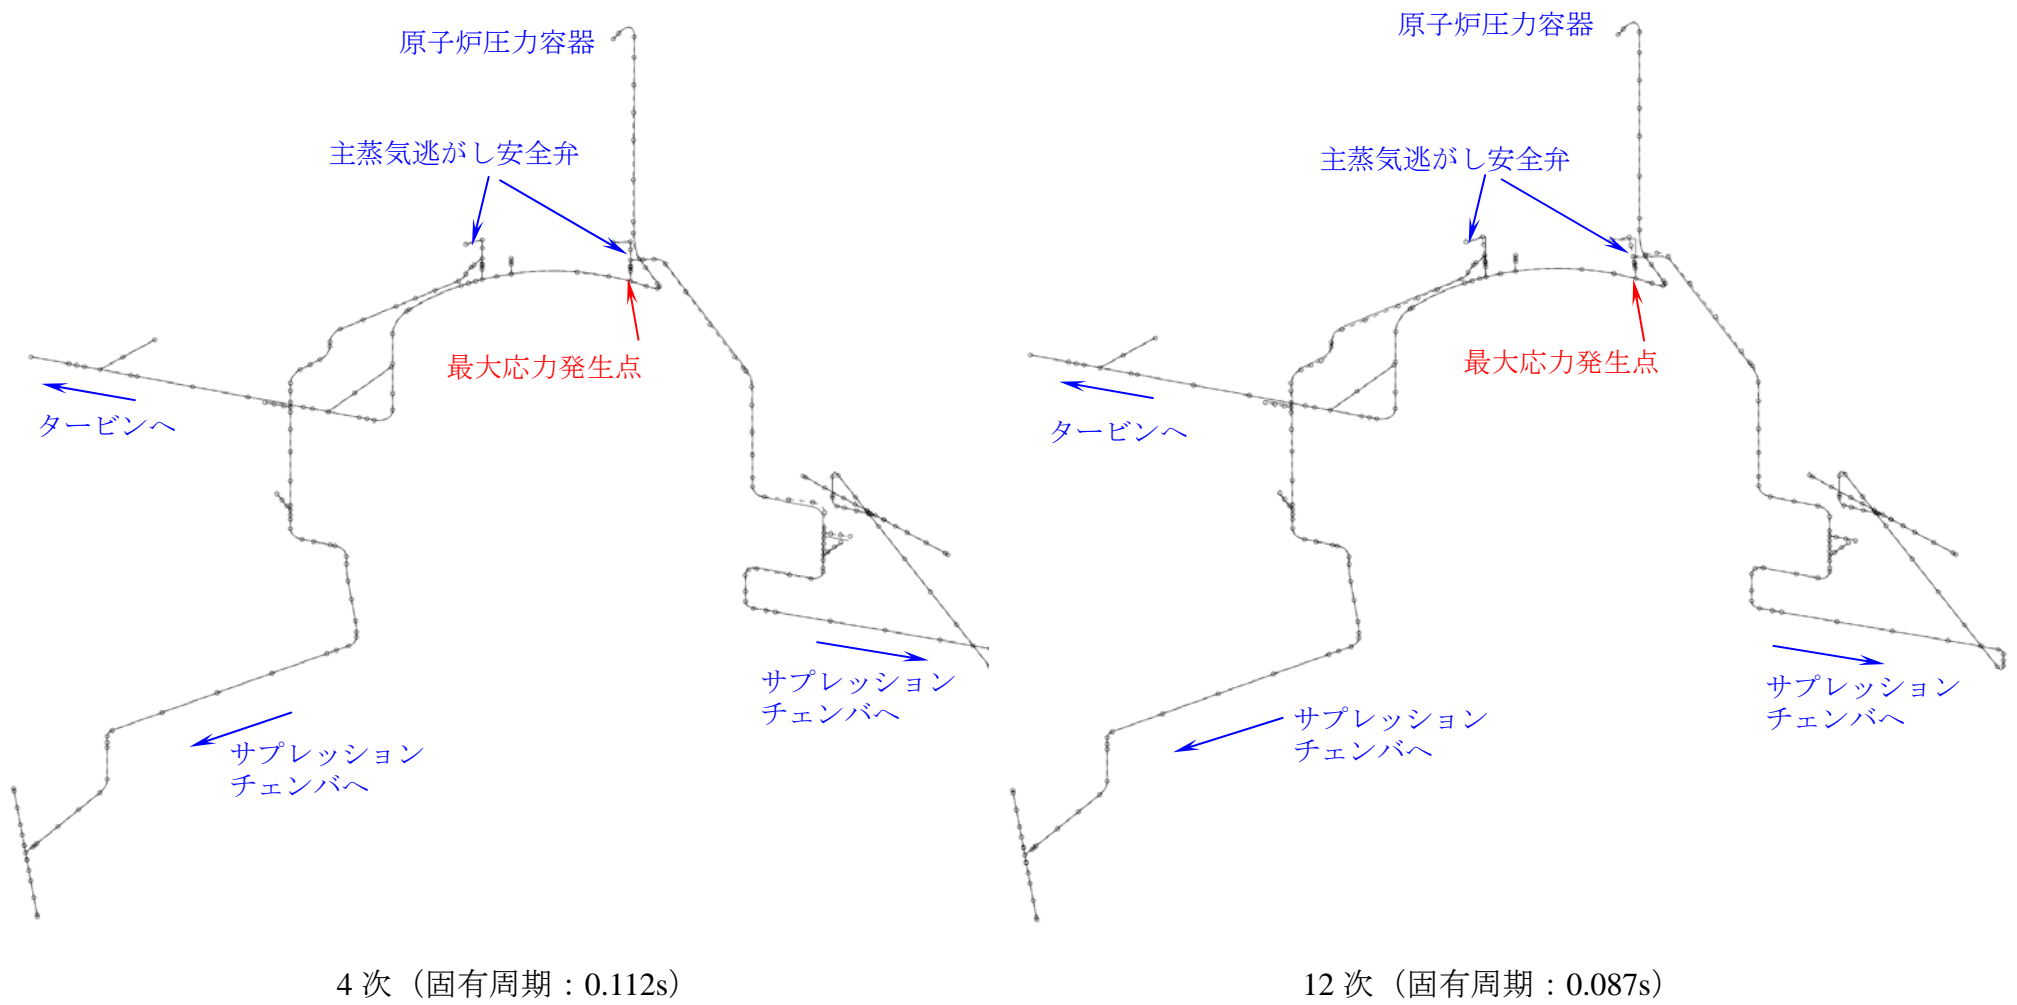 原子炉圧力容器
主蒸気逃がし安全弁
最大応力発生点
タービンへ
サプレッション
チェンバへ
サプレッション
チェンバへ
4 次（固有周期：0.112s）
原子炉圧力容器
主蒸気逃がし安全弁
最大応力発生点
タービンへ
サプレッション
チェンバへ
サプレッション
チェンバへ
12 次（固有周期：0.087s）